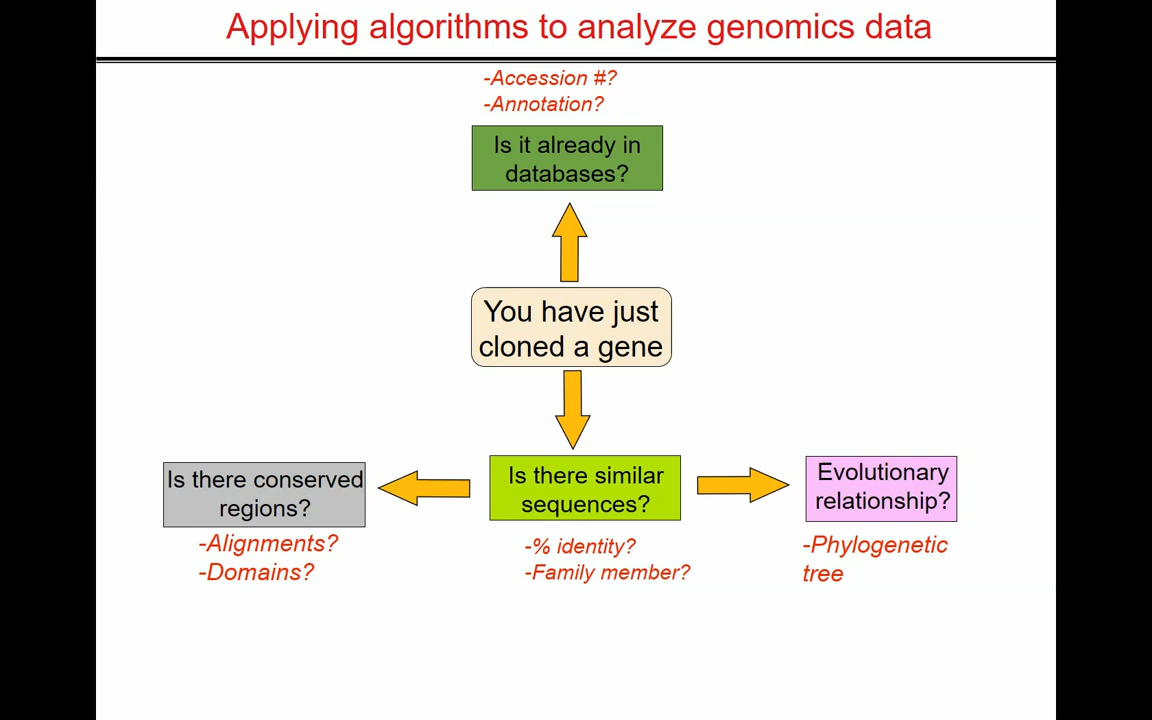 Applying algorithms to analyze genomics data
-Accession #?
-Annotation?
Is it already in
databases?
You have just
cloned a gene
Is there conserved
regions?
-Alignments?
-Domains?
Is there similar
sequences?
-% identity?
-Family member?
Evolutionary
relationship?
-Phylogenetic
tree